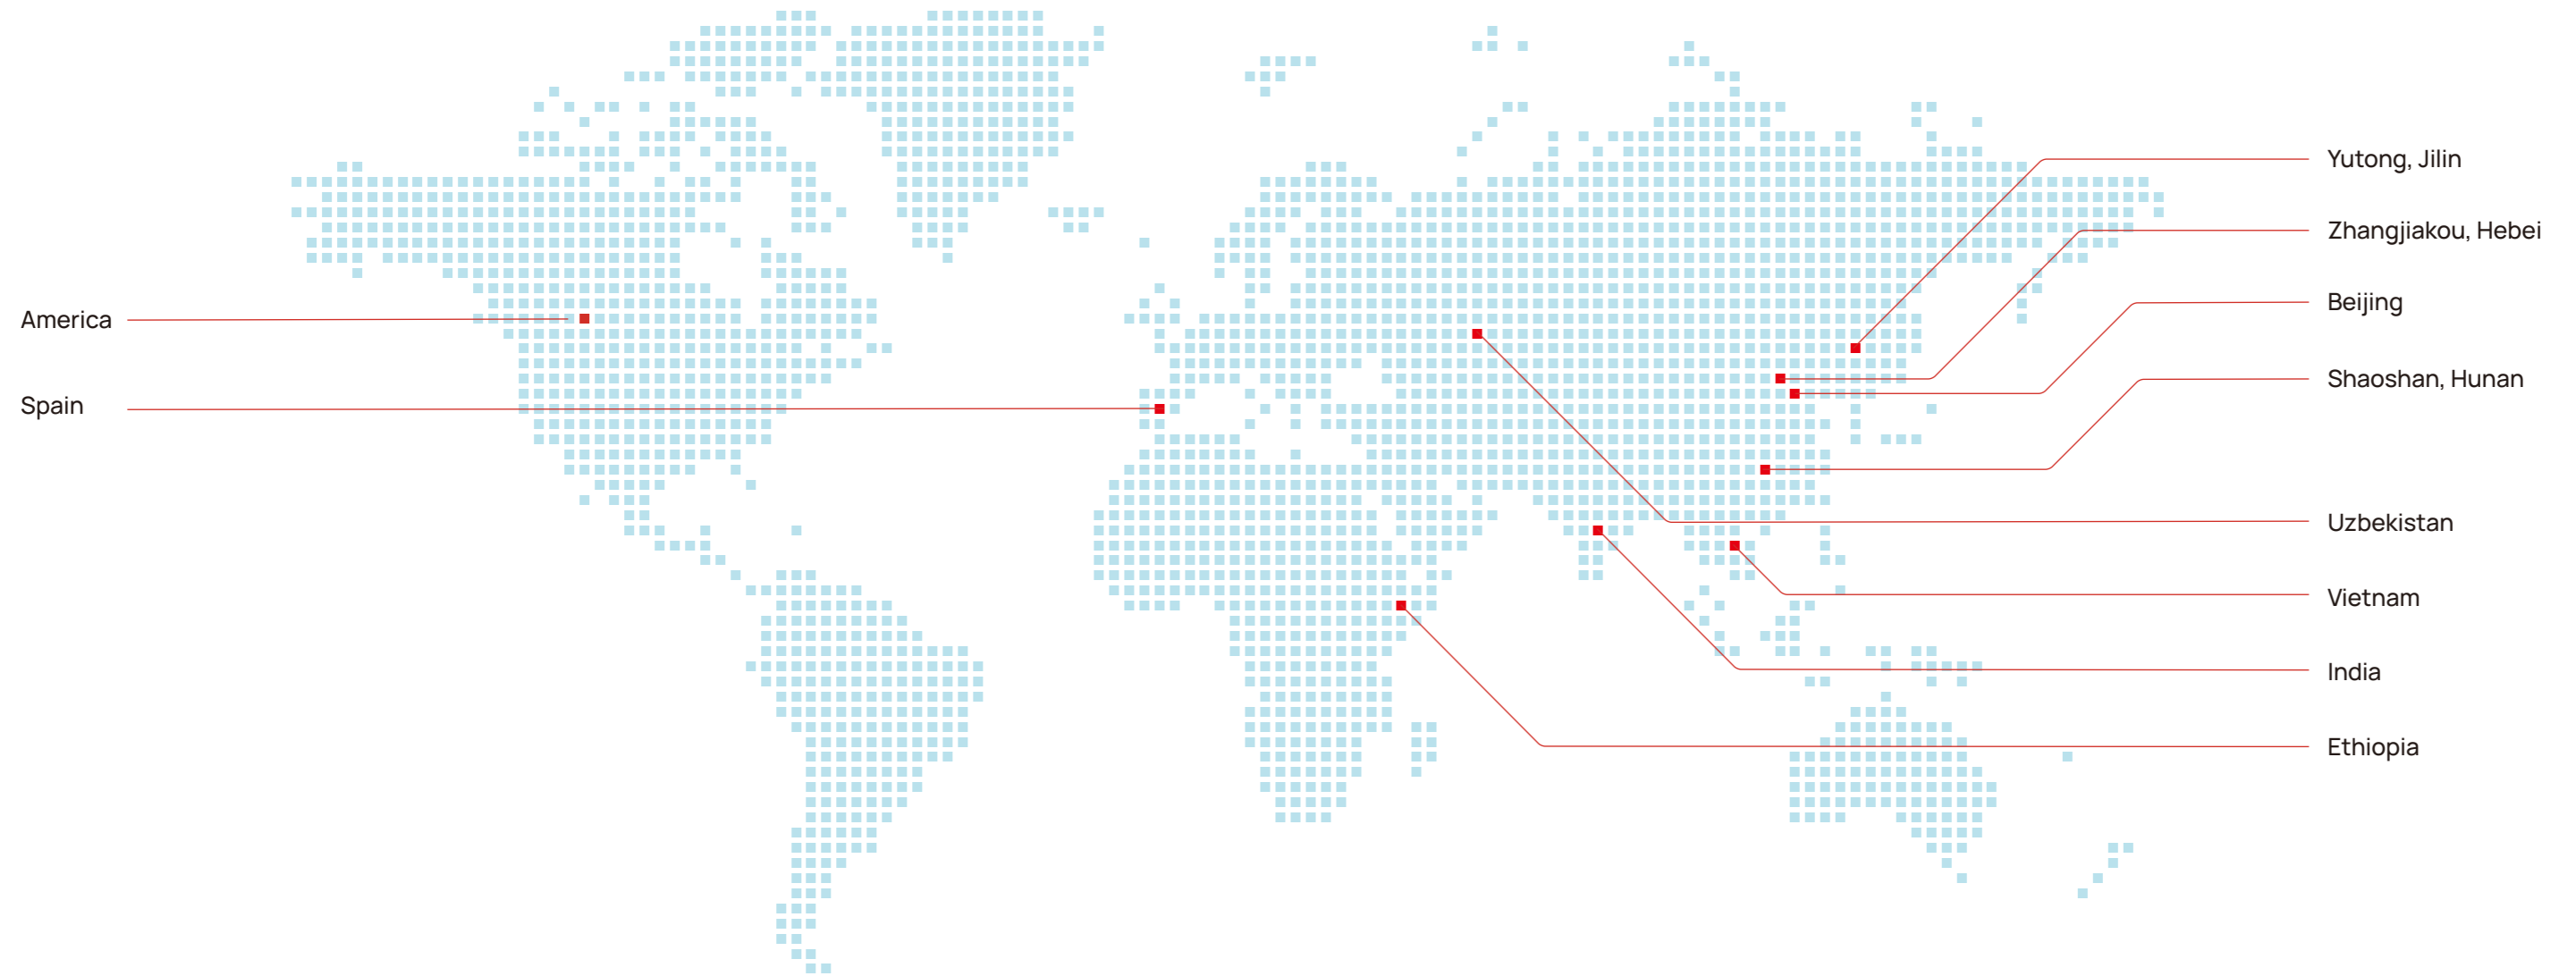 America
Spain
Yutong, Jilin
Zhangjiakou, Hebei
Beijing
Shaoshan, Hunan
Uzbekistan
Vietnam
India
Ethiopia